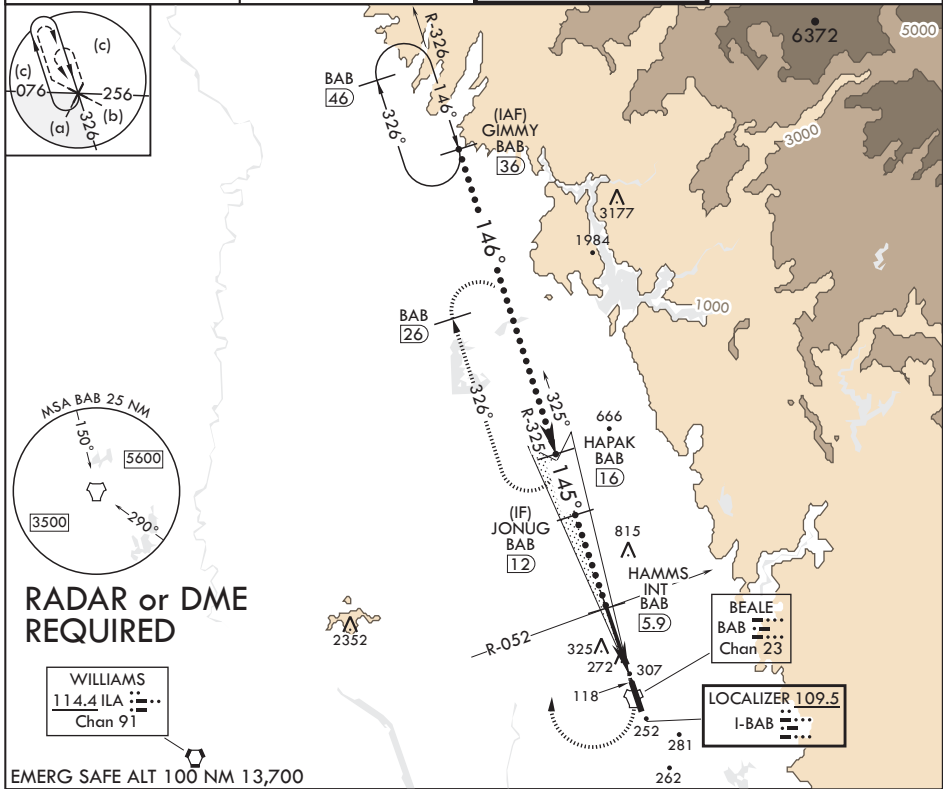 (c)
(c)
076
256
(a)
(b)
326
R-326
146°
BAB
46
326°
(IAF)
GIMMY
BAB
36
6372
5000
3000
3177
1984
146°
1000
BAB
26
326°
325°
R-325
666
HAPAK
BAB
16
145°
(IF)
JONUG
BAB
12
815
HAMMS
INT
BAB
5.9
MSA BAB 25 NM
150°
5600
3500
290°
RADAR or DME
REQUIRED
2352
R-052
325
272
307
118
252
281
262
BEALE
BAB
Chan 23
LOCALIZER 109.5
I-BAB
WILLIAMS
114.4 ILA
Chan 91
EMERG SAFE ALT 100 NM 13,700